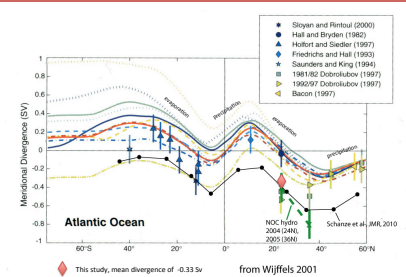 Sloyan and Rintoul (2000)
Hall and Bryden (1982)
Holfort and Siedler (1997)
Friedrichs and Hall (1993)
Saunders and King (1994)
1981/82 Dobroliubov (1997)
1992/97 Dobroliubov (1997)
Bacon (1997)
Meridional Divergence (SV)
1
0.8
0.6
0.4
0.2
0
-0.2
-0.4
-0.6
-0.8
-1
evaporation
precipitation
evaporation
precipitation
Atlantic Ocean
NOC hydro
2004 (24N),
2005 (36N)
Schanze et al. JMR, 2010
60°S
40°
20°
0°
20°
40°
60°N
This study, mean divergence of -0.33 Sv
from Wijffels 2001